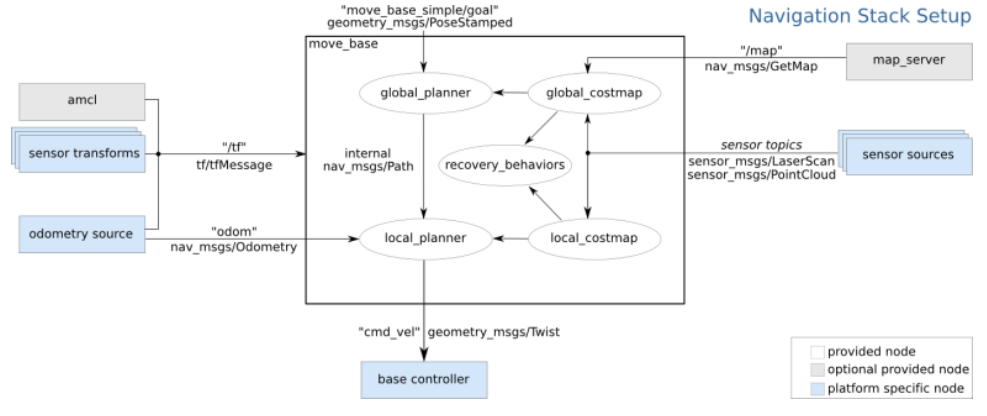 Navigation Stack Setup
"move_base_simple/goal"
geometry_msgs/PoseStamped
move_base
"/map"
nav_msgs/GetMap
map_server
global_planner
global_costmap
amcl
sensor transforms
"/tf"
tf/tfMessage
internal
nav_msgs/Path
recovery_behaviors
sensor topics
sensor_msgs/LaserScan
sensor_msgs/PointCloud
sensor sources
odometry source
"odom"
nav_msgs/Odometry
local_planner
local_costmap
"cmd_vel"
geometry_msgs/Twist
base controller
provided node
optional provided node
platform specific node